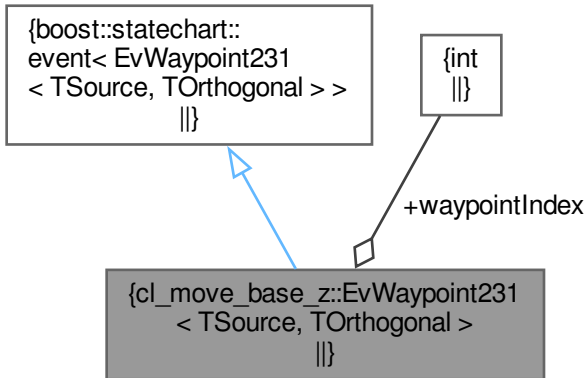 {boost::statechart::
event< EvWaypoint231
< TSource, TOrthogonal > >
||}
{int
||}
+waypointIndex
{cl_move_base_z::EvWaypoint231
< TSource, TOrthogonal >
||}